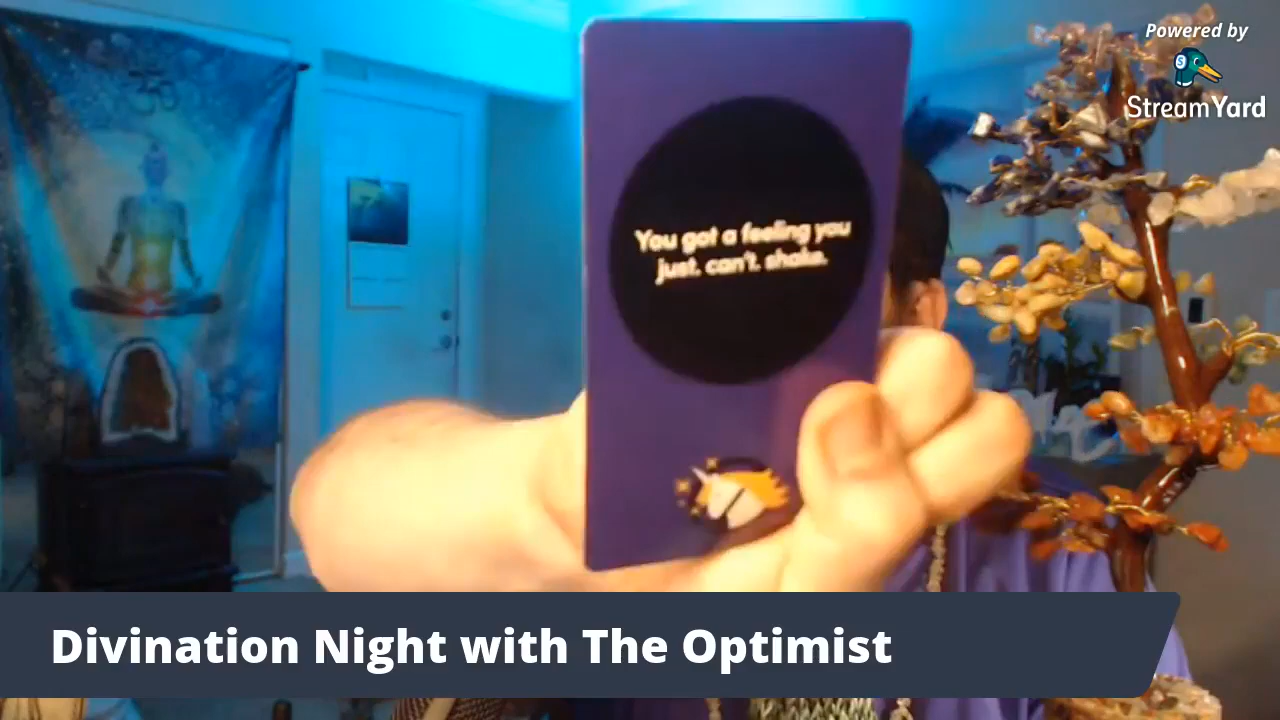 Powered by
StreamYard
You got a feeling you
just. can't. shake.
Divination Night with The Optimist